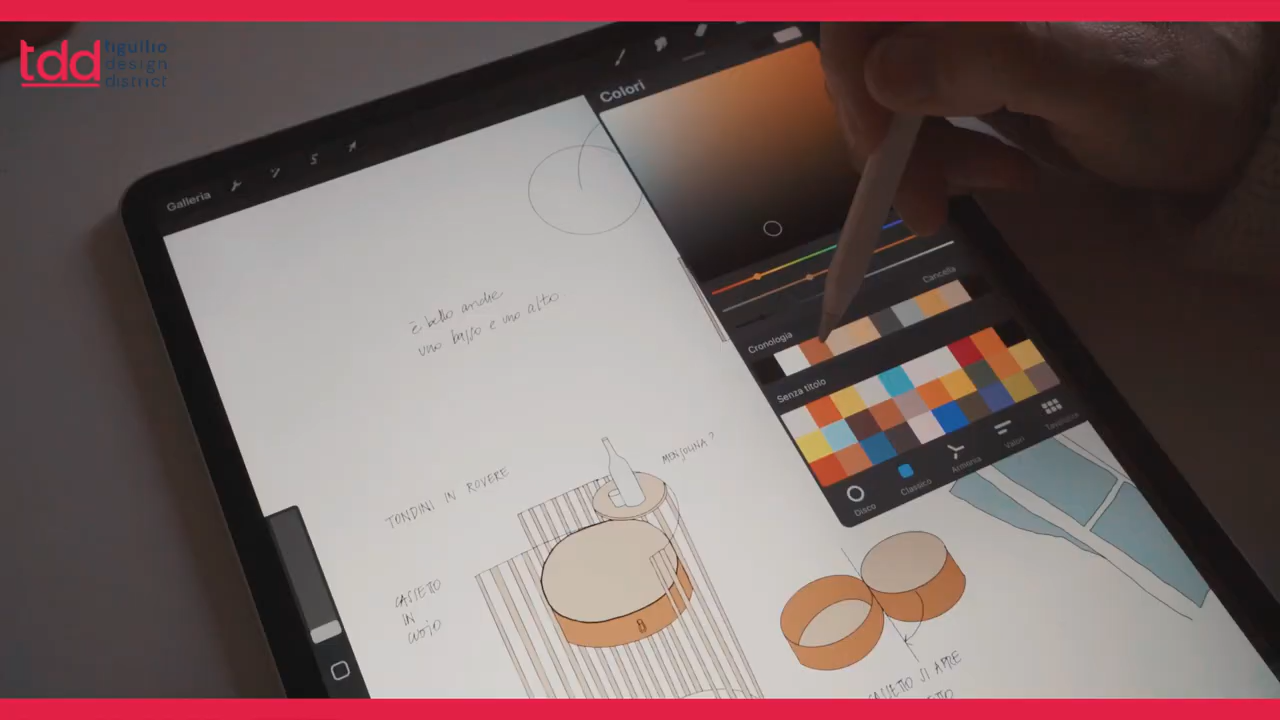 tdd tigullio
design
district
Galleria
Colori
è bello anche
uno basso e uno alto
Cancella
Cronologia
Senza titolo
TONDINI IN ROVERE
MENSOLINA?
Disco
Classico
Armonia
Valori
Tavolozze
CASSETTO
IN
CUOIO
CASSETTO SI APRE